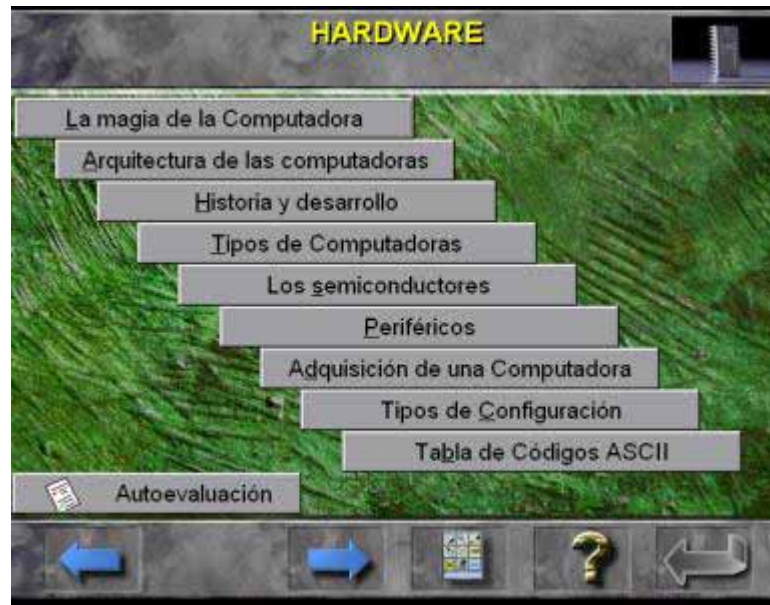 HARDWARE
La magia de la Computadora
Arquitectura de las computadoras
Historia y desarrollo
Tipos de Computadoras
Los semiconductores
Periféricos
Adquisición de una Computadora
Tipos de Configuración
Tabla de Códigos ASCII
Autoevaluación
?